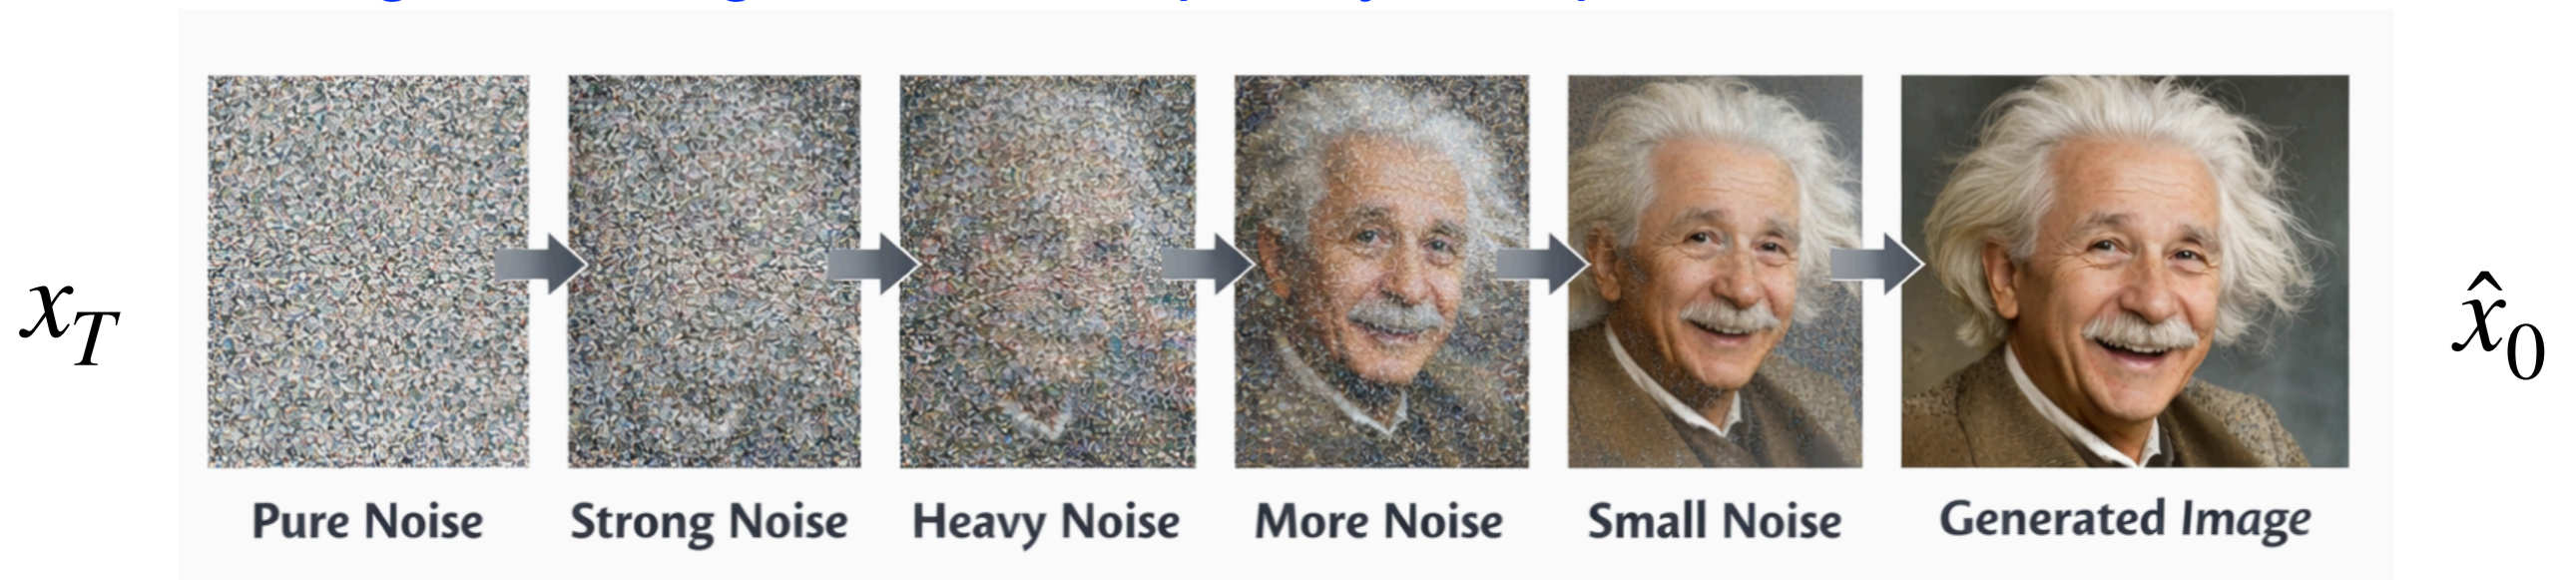 x_T
Pure Noise
Strong Noise
Heavy Noise
More Noise
Small Noise
Generated Image
x̂_0